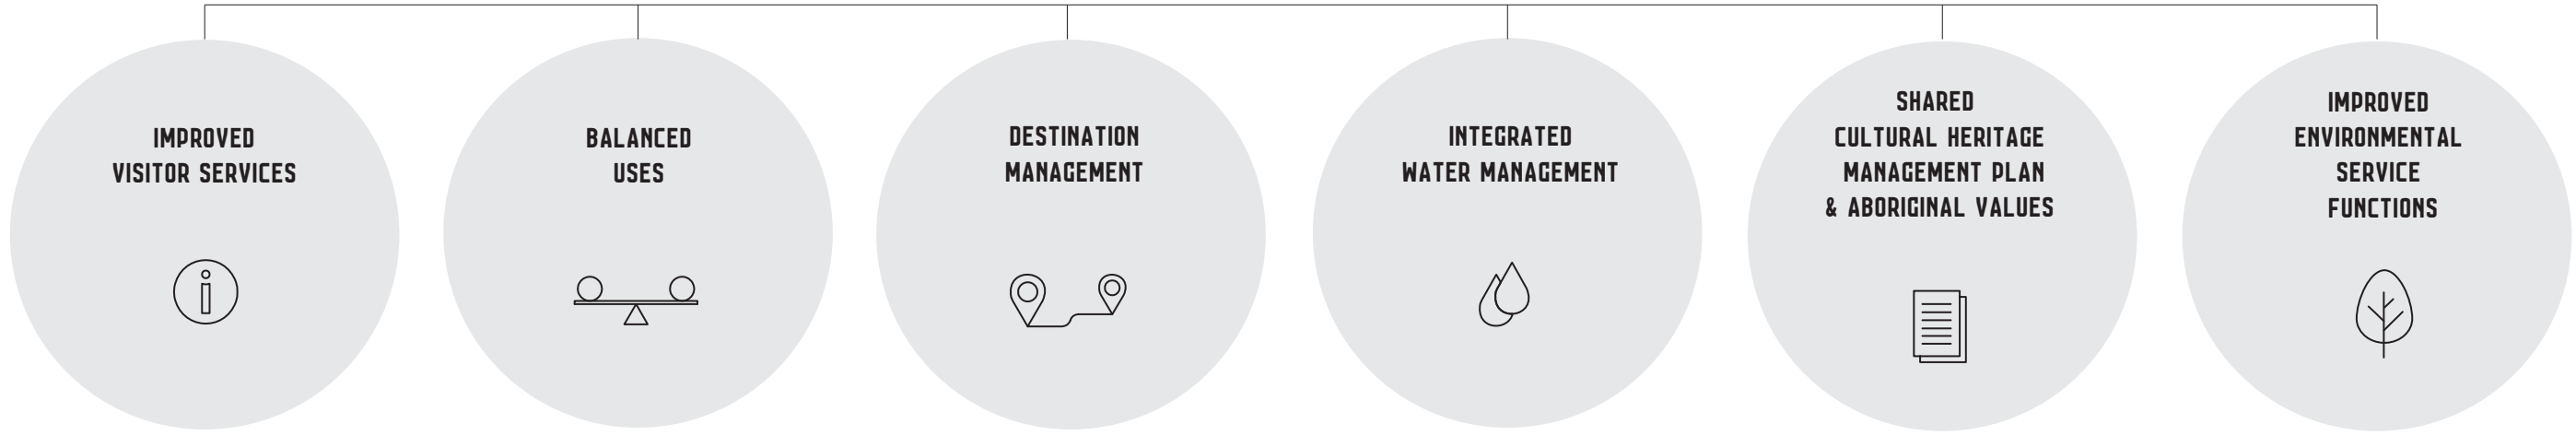 IMPROVED
VISITOR SERVICES
BALANCED
USES
DESTINATION
MANAGEMENT
INTEGRATED
WATER MANAGEMENT
SHARED
CULTURAL HERITAGE
MANAGEMENT PLAN
& ABORIGINAL VALUES
IMPROVED
ENVIRONMENTAL
SERVICE
FUNCTIONS